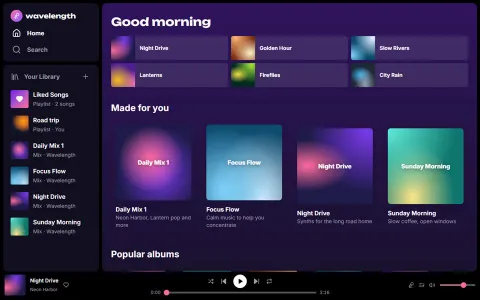 wavelength
Home
Search
Your Library
Liked Songs
Playlist · 2 songs
Road trip
Playlist · You
Daily Mix 1
Mix · Wavelength
Focus Flow
Mix · Wavelength
Night Drive
Mix · Wavelength
Sunday Morning
Mix · Wavelength
Good morning
Night Drive
Golden Hour
Slow Rivers
Lanterns
Fireflies
City Rain
Made for you
Daily Mix 1
Focus Flow
Night Drive
Sunday Morning
Daily Mix 1
Neon Harbor, Lantern pop and
more
Focus Flow
Calm music to help you
concentrate
Night Drive
Synths for the long road home
Sunday Morning
Slow coffee, open windows
Popular albums
Night Drive
Neon Harbor
0:00
3:16